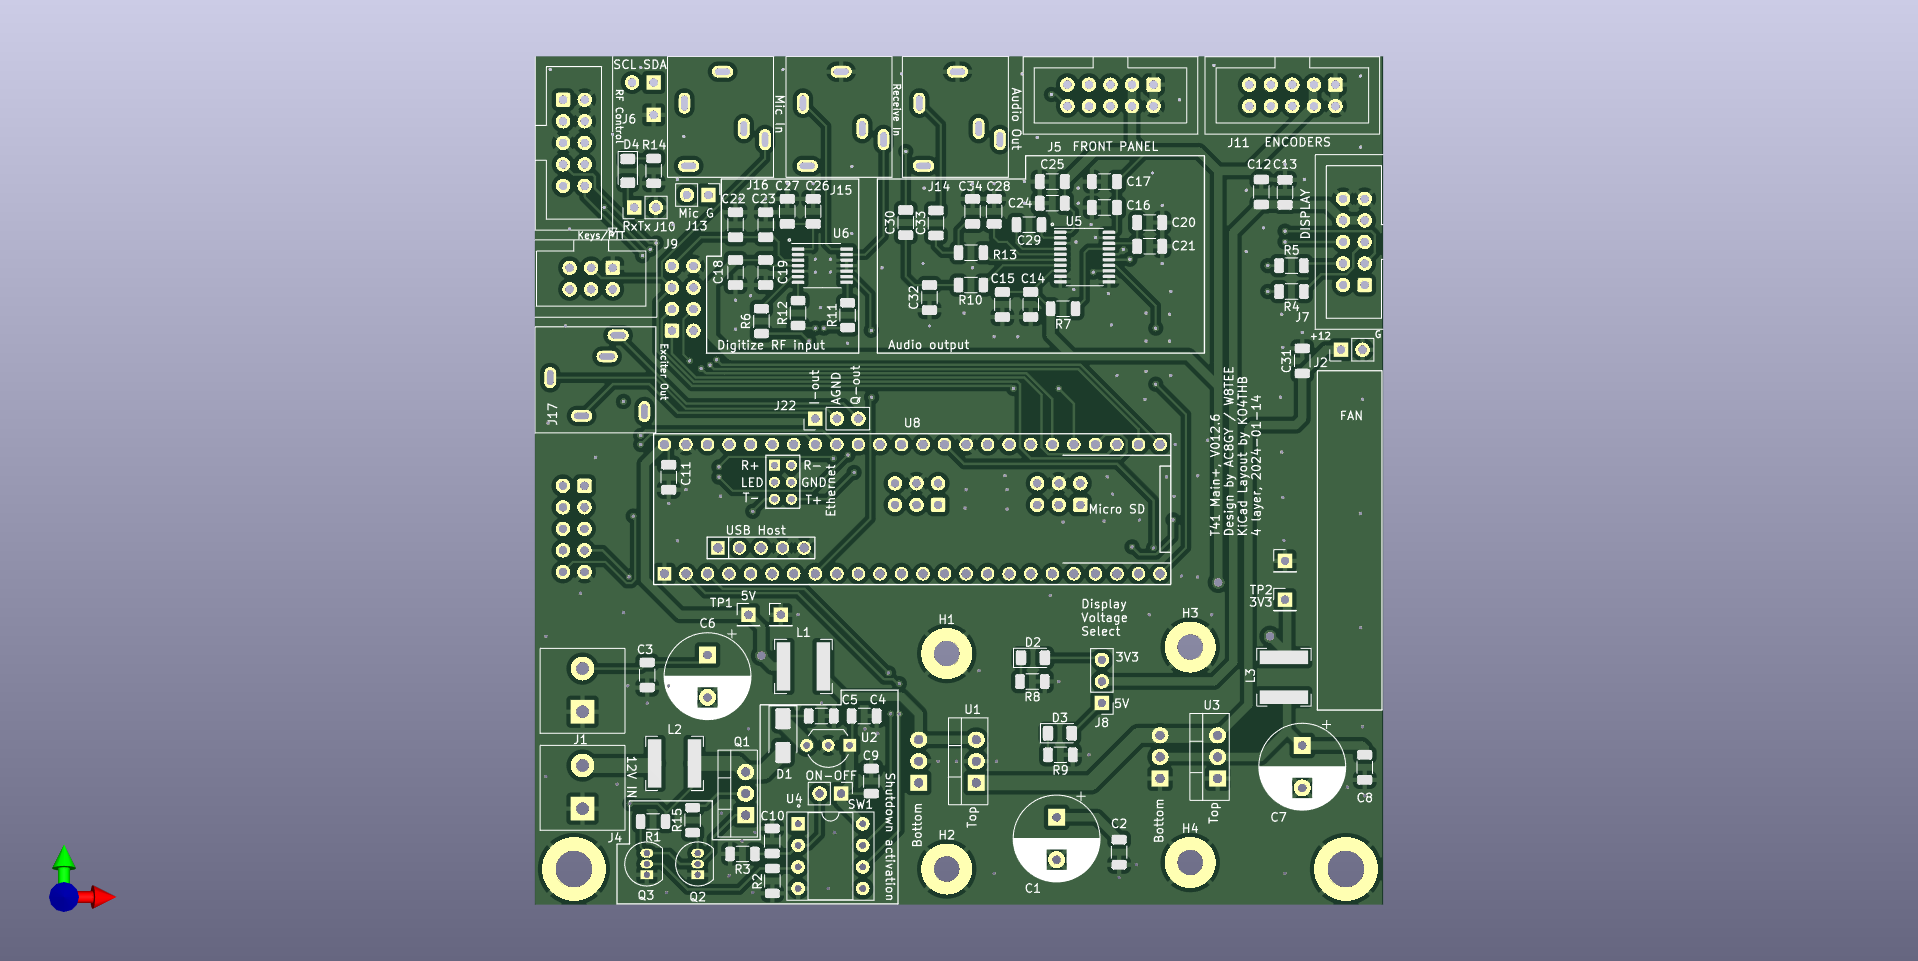 SCL SDA
RF Control
J6
D4 R14
Mic In
Receive In
Audio Out
J5 FRONT PANEL
J11 ENCODERS
RxTx J10
Mic G
J13
Keys/PTT
J9
J16 C27 C26 J15
C22 C23
U6
C18
C19
R6
R12
R11
Digitize RF input
J14 C34 C28
C30
C33
C25
C24
C29
C17
C16
U5
C20
C21
R13
R10
C32
C15 C14
R7
Audio output
C12 C13
DISPLAY
R5
R4
J7
+12
G
J2
C31
FAN
Exciter Out
J17
J22
I-out
AGND
Q-out
U8
C11
R+ R-
LED GND
T- T+
Ethernet
USB Host
Micro SD
T41 Main+, V012.6
Design by AC8GY / W8TEE
KiCad Layout by KO4THB
4 layer, 2024-01-14
TP1
5V
TP2
3V3
C6
+
C3
L1
H1
H3
Display
Voltage
Select
D2
R8
3V3
5V
J8
L3
J1
12V IN
L2
Q1
C5 C4
U2
D1
C9
ON-OFF
SW1
U4
Shutdown activation
U1
Bottom
Top
D3
R9
U3
Bottom
Top
+
C7
C8
J4
R1
R15
R3
C10
R2
Q3
Q2
H2
+
C1
C2
H4